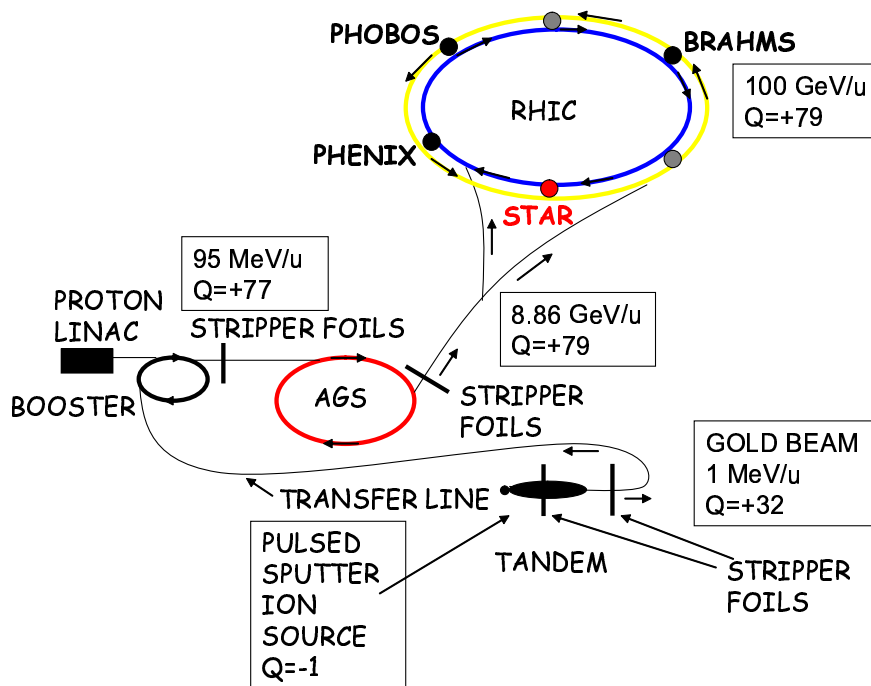 PHOBOS
BRAHMS
100 GeV/u
Q=+79
RHIC
PHENIX
STAR
95 MeV/u
Q=+77
PROTON
LINAC
STRIPPER FOILS
8.86 GeV/u
Q=+79
BOOSTER
AGS
STRIPPER
FOILS
GOLD BEAM
1 MeV/u
Q=+32
TRANSFER LINE
PULSED
SPUTTER
ION
SOURCE
Q=-1
TANDEM
STRIPPER
FOILS